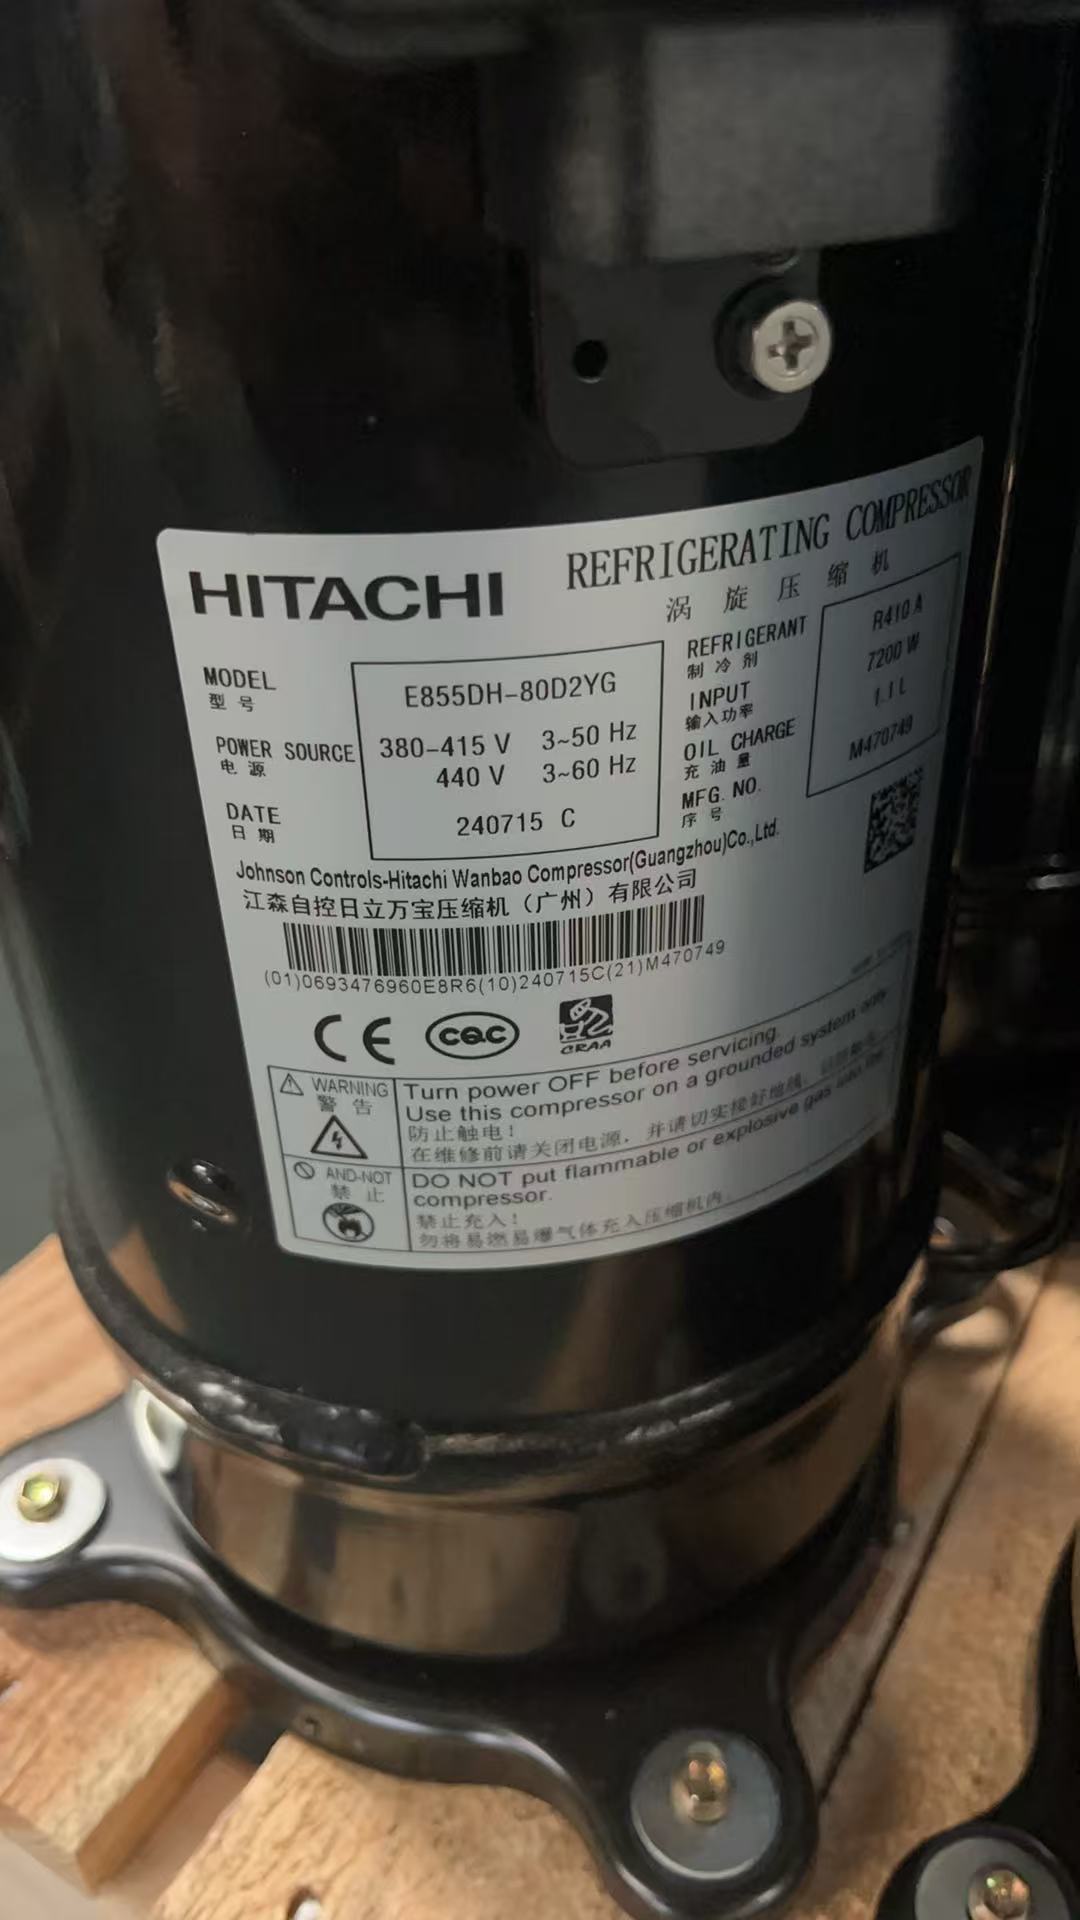 HITACHI REFRIGERATING COMPRESSOR
涡旋压缩机
MODEL E855DH-80D2YG
型号
POWER SOURCE 380-415 V 3~50 Hz
电源 440 V 3~60 Hz
DATE 240715 C
日期
REFRIGERANT R410A
制冷剂
INPUT 7200 W
输入功率
OIL CHARGE 1.1 L
充油量
MFG. NO. M470749
序号
Johnson Controls-Hitachi Wanbao Compressor(Guangzhou)Co.,Ltd.
江森自控日立万宝压缩机（广州）有限公司
(01)0693476960E8R6(10)240715C(21)M470749
CE CQC CRAA
WARNING
警告
Turn power OFF before servicing.
Use this compressor on a grounded system only
防止触电！
在维修前请关闭电源，并请切实接好地线，
AND-NOT
禁止
DO NOT put flammable or explosive gas into the
compressor.
禁止充入！
勿将易燃易爆气体充入压缩机内.